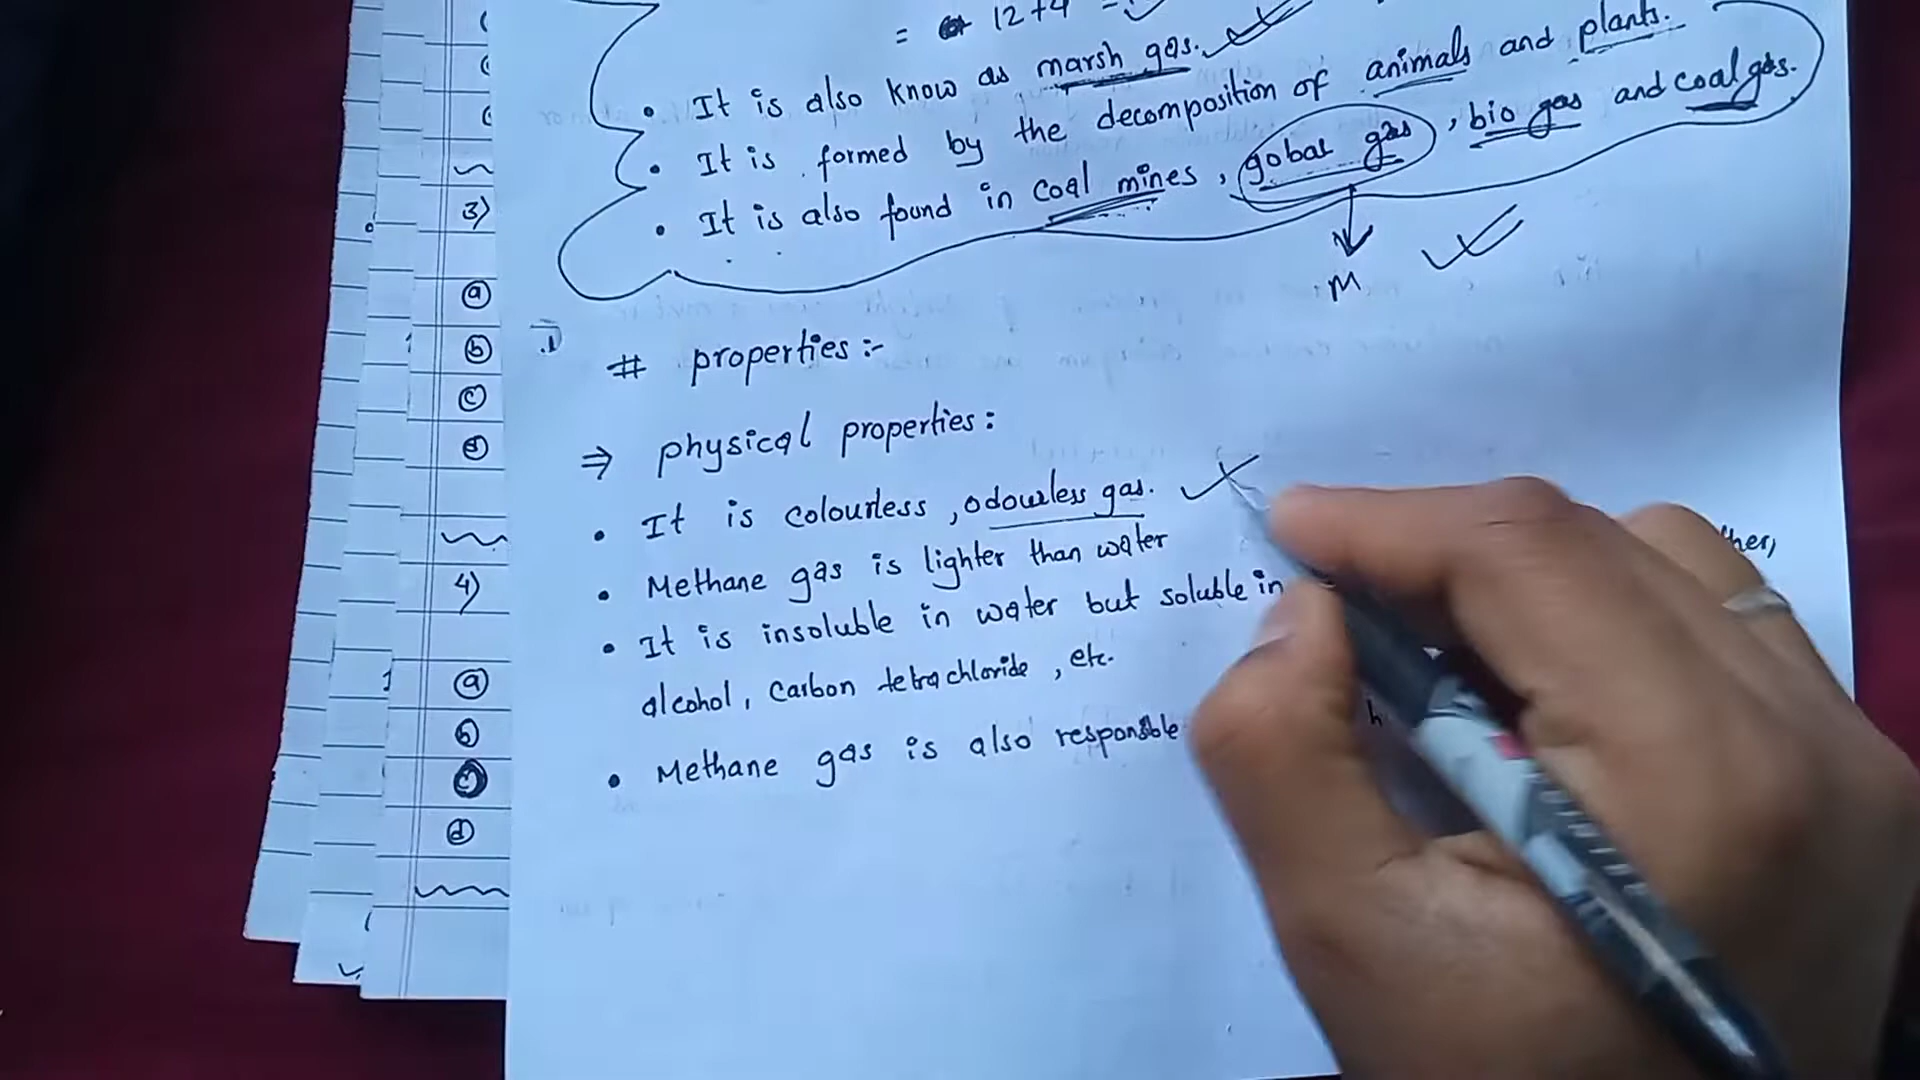 = 12+4 =
• It is also know as marsh gas.
• It is formed by the decomposition of animals and plants.
• It is also found in coal mines, gobar gas, bio gas and coal gas.
M
# properties :-
⇒ physical properties :
• It is colourless, odourless gas.
• Methane gas is lighter than water
• It is insoluble in water but soluble in ther,
alcohol, Carbon tetrachloride, etc.
• Methane gas is also responsible
3)
a
b
c
d
4)
a
b
c
d